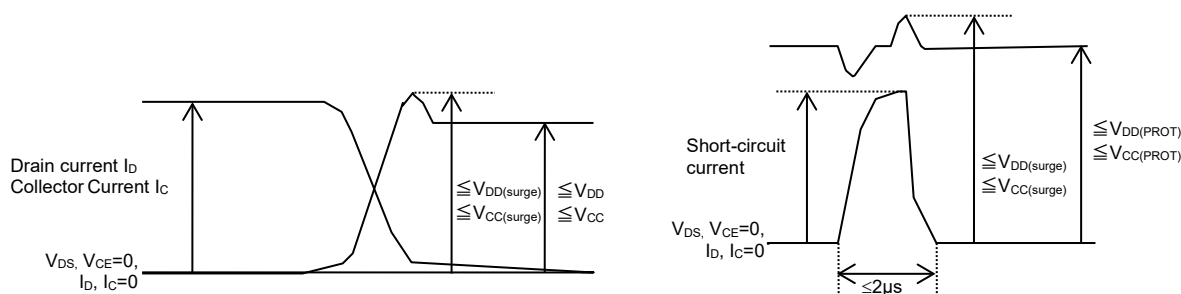 Drain current ID
Collector Current IC
≦VDD(surge)
≦VCC(surge)
≦VDD
≦VCC
VDS, VCE=0,
ID, IC=0
Short-circuit
current
≦VDD(surge)
≦VCC(surge)
≦VDD(PROT)
≦VCC(PROT)
VDS, VCE=0,
ID, IC=0
≤2μs